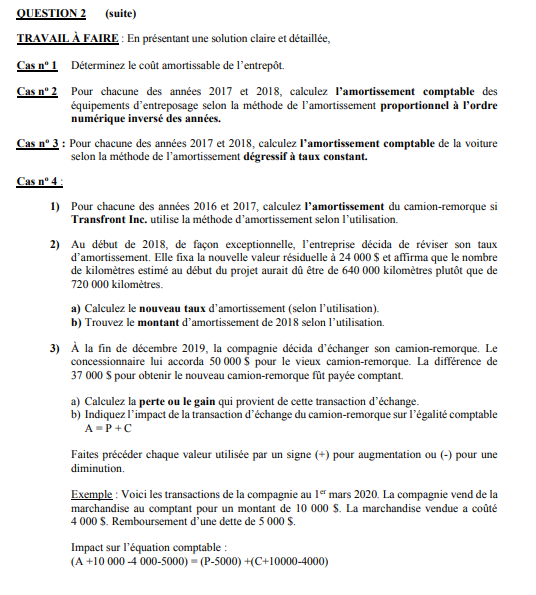 QUESTION 2 (suite)
TRAVAIL À FAIRE : En présentant une solution claire et détaillée,
Cas nº 1 Déterminez le coût amortissable de l’entrepôt.
Cas nº 2 Pour chacune des années 2017 et 2018, calculez l’amortissement comptable des
équipements d’entreposage selon la méthode de l’amortissement proportionnel à l’ordre
numérique inversé des années.
Cas nº 3 : Pour chacune des années 2017 et 2018, calculez l’amortissement comptable de la voiture
selon la méthode de l’amortissement dégressif à taux constant.
Cas nº 4 :
1) Pour chacune des années 2016 et 2017, calculez l’amortissement du camion-remorque si
Transfront Inc. utilise la méthode d’amortissement selon l’utilisation.
2) Au début de 2018, de façon exceptionnelle, l’entreprise décida de réviser son taux
d’amortissement. Elle fixa la nouvelle valeur résiduelle à 24 000 $ et affirma que le nombre
de kilomètres estimé au début du projet aurait dû être de 640 000 kilomètres plutôt que de
720 000 kilomètres.
a) Calculez le nouveau taux d’amortissement (selon l’utilisation).
b) Trouvez le montant d’amortissement de 2018 selon l’utilisation.
3) À la fin de décembre 2019, la compagnie décida d’échanger son camion-remorque. Le
concessionnaire lui accorda 50 000 $ pour le vieux camion-remorque. La différence de
37 000 $ pour obtenir le nouveau camion-remorque fût payée comptant.
a) Calculez la perte ou le gain qui provient de cette transaction d’échange.
b) Indiquez l’impact de la transaction d’échange du camion-remorque sur l’égalité comptable
A = P + C
Faites précéder chaque valeur utilisée par un signe (+) pour augmentation ou (-) pour une
diminution.
Exemple : Voici les transactions de la compagnie au 1er mars 2020. La compagnie vend de la
marchandise au comptant pour un montant de 10 000 $. La marchandise vendue a coûté
4 000 $. Remboursement d’une dette de 5 000 $.
Impact sur l’équation comptable :
(A +10 000 -4 000-5000) = (P-5000) +(C+10000-4000)